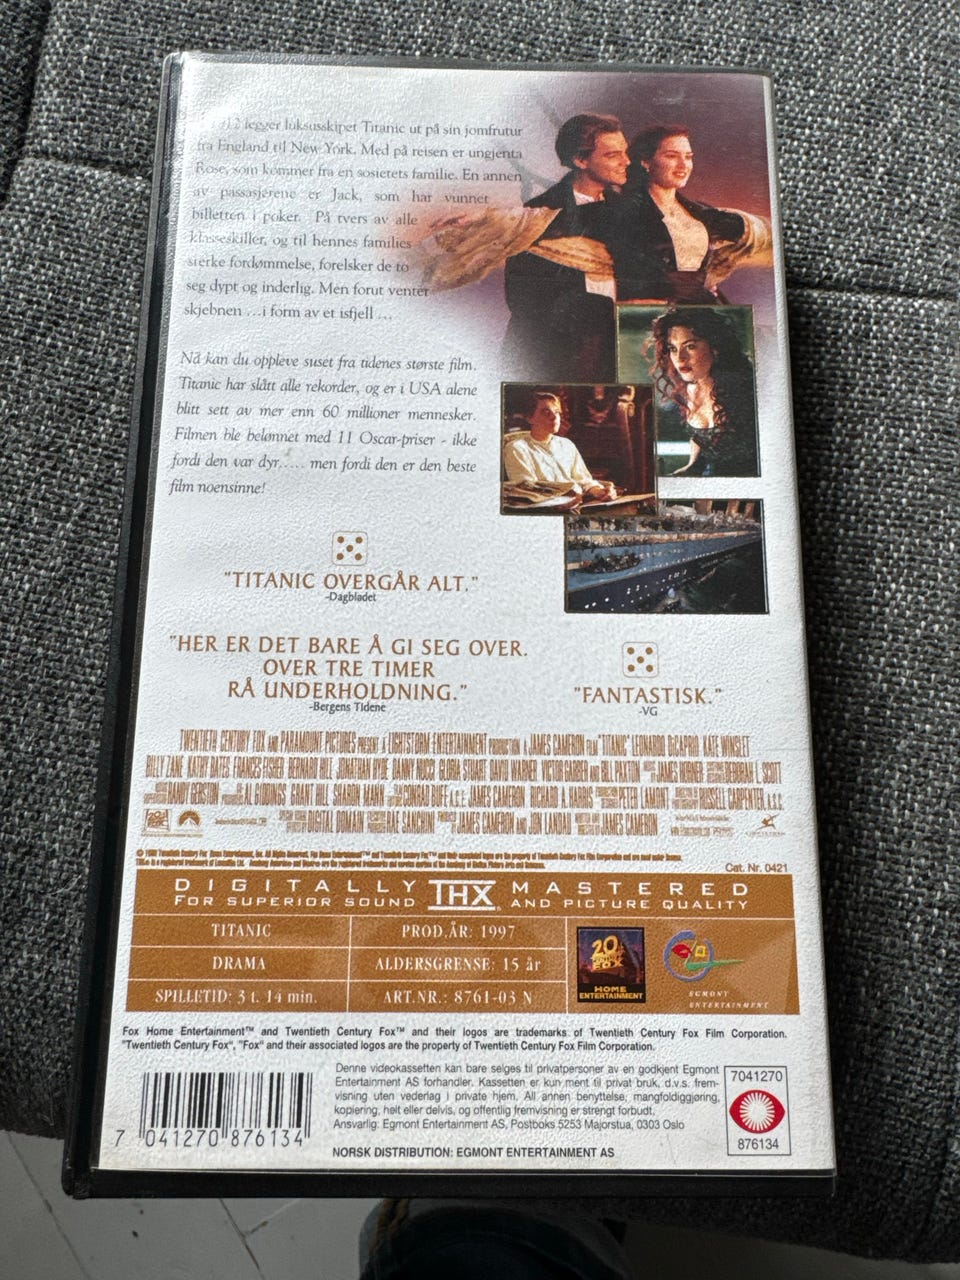 12 legger luksusskipet Titanic ut på sin jomfrutur
fra England til New York. Med på reisen er ungjenta
Rose, som kommer fra en sosietets familie. En annen
av passasjerene er Jack, som har vunnet
billetten i poker. På tvers av alle
klasseskiller, og til hennes families
sterke fordømmelse, forelsker de to
seg dypt og inderlig. Men forut venter
skjebnen ...i form av et isfjell ...
Nå kan du oppleve suset fra tidenes største film.
Titanic har slått alle rekorder, og er i USA alene
blitt sett av mer enn 60 millioner mennesker.
Filmen ble belønnet med 11 Oscar-priser - ikke
fordi den var dyr..... men fordi den er den beste
film noensinne!
"TITANIC OVERGÅR ALT."
-Dagbladet
"HER ER DET BARE Å GI SEG OVER.
OVER TRE TIMER
RÅ UNDERHOLDNING."
-Bergens Tidene
"FANTASTISK."
-VG
TWENTIETH CENTURY FOX AND PARAMOUNT PICTURES PRESENT A LIGHTSTORM ENTERTAINMENT PRODUCTION A JAMES CAMERON FILM "TITANIC" LEONARDO DICAPRIO KATE WINSLET
BILLY ZANE KATHY BATES FRANCES FISHER BERNARD HILL JONATHAN HYDE DANNY NUCCI GLORIA STUART DAVID WARNER VICTOR GARBER AND BILL PAXTON JAMES HORNER DEBORAH L. SCOTT
RANDY GERSTON AL GIDDINGS GRANT HILL SHARON MANN CONRAD BUFF A.C.E. JAMES CAMERON RICHARD A. HARRIS PETER LAMONT RUSSELL CARPENTER, A.S.C.
DIGITAL DOMAIN RAE SANCHINI JAMES CAMERON AND JON LANDAU JAMES CAMERON
Cat. Nr. 0421
DIGITALLY THX MASTERED
FOR SUPERIOR SOUND AND PICTURE QUALITY
TITANIC PROD.ÅR: 1997
DRAMA ALDERSGRENSE: 15 år
SPILLETID: 3 t. 14 min. ART.NR.: 8761-03 N
20TH CENTURY FOX
HOME
ENTERTAINMENT
EGMONT
ENTERTAINMENT
Fox Home Entertainment™ and Twentieth Century Fox™ and their logos are trademarks of Twentieth Century Fox Film Corporation.
"Twentieth Century Fox", "Fox" and their associated logos are the property of Twentieth Century Fox Film Corporation.
Denne videokassetten kan bare selges til privatpersoner av en godkjent Egmont
Entertainment AS forhandler. Kassetten er kun ment til privat bruk, d.v.s. frem-
visning uten vederlag i private hjem. All annen benyttelse, mangfoldiggjøring,
kopiering, helt eller delvis, og offentlig fremvisning er strengt forbudt.
Ansvarlig: Egmont Entertainment AS, Postboks 5253 Majorstua, 0303 Oslo
NORSK DISTRIBUTION: EGMONT ENTERTAINMENT AS
7 041270 876134
7041270
876134